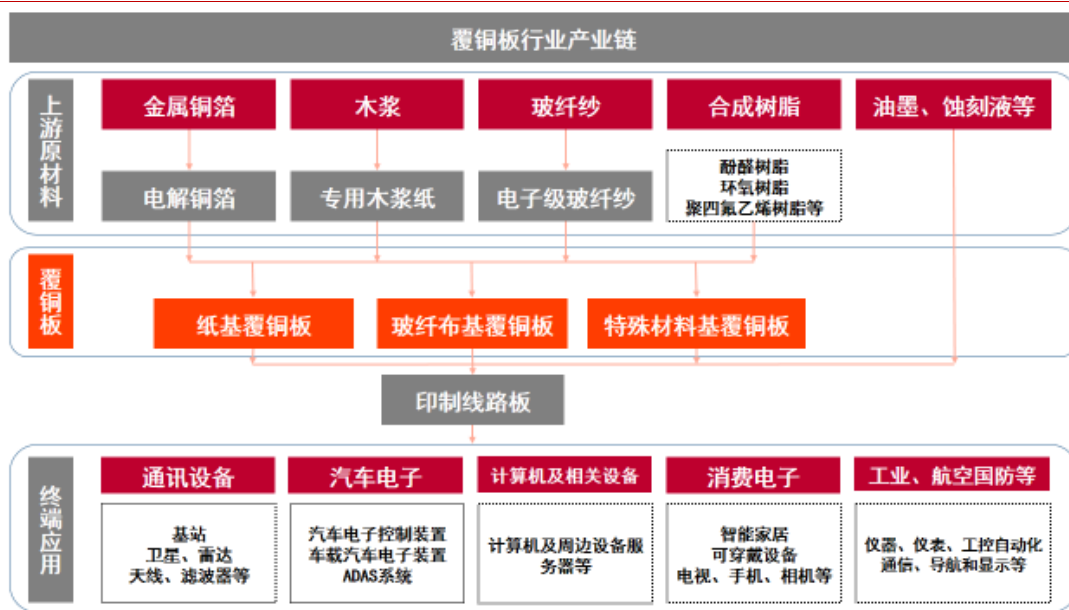 覆铜板行业产业链
上游原材料
金属铜箔
木浆
玻纤纱
合成树脂
油墨、蚀刻液等
电解铜箔
专用木浆纸
电子级玻纤纱
酚醛树脂
环氧树脂
聚四氟乙烯树脂等
覆铜板
纸基覆铜板
玻纤布基覆铜板
特殊材料基覆铜板
印制线路板
终端应用
通讯设备
汽车电子
计算机及相关设备
消费电子
工业、航空国防等
基站
卫星、雷达
天线、滤波器等
汽车电子控制装置
车载汽车电子装置
ADAS系统
计算机及周边设备服
务器等
智能家居
可穿戴设备
电视、手机、相机等
仪器、仪表、工控自动化
通信、导航和显示等